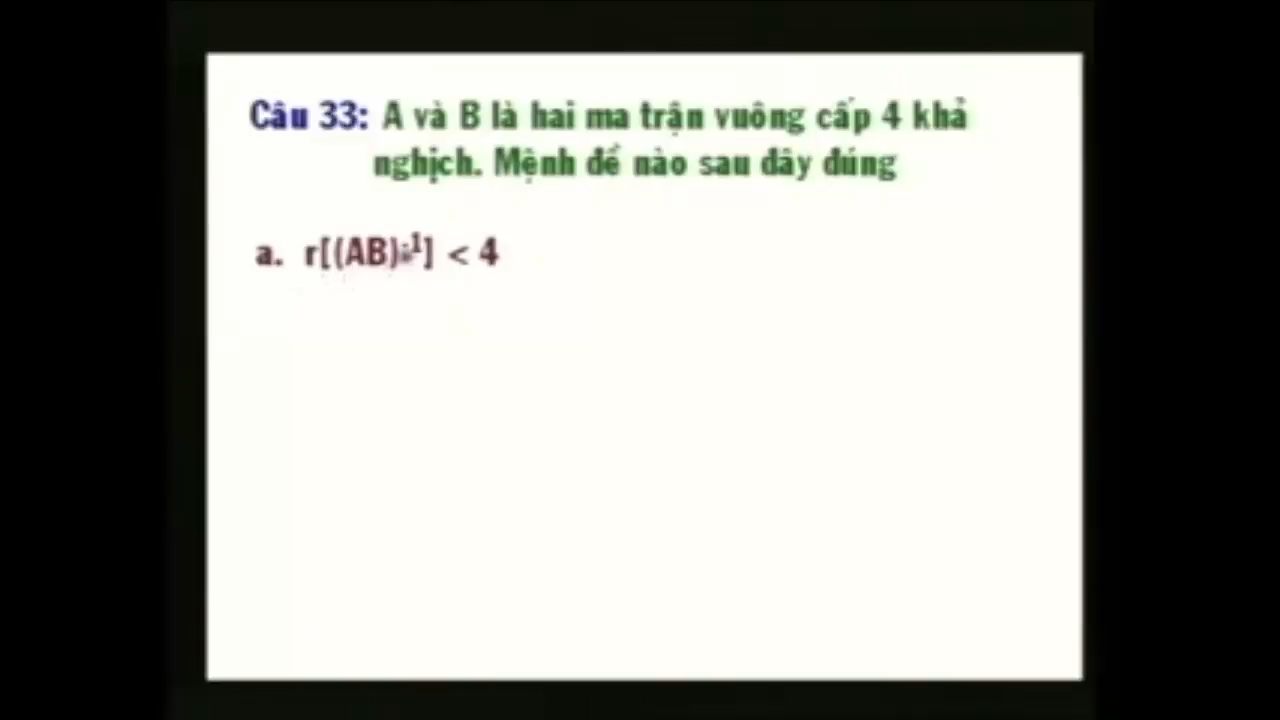 Câu 33: A và B là hai ma trận vuông cấp 4 khả
nghịch. Mệnh đề nào sau đây đúng
a. r[(AB)⁻¹] < 4